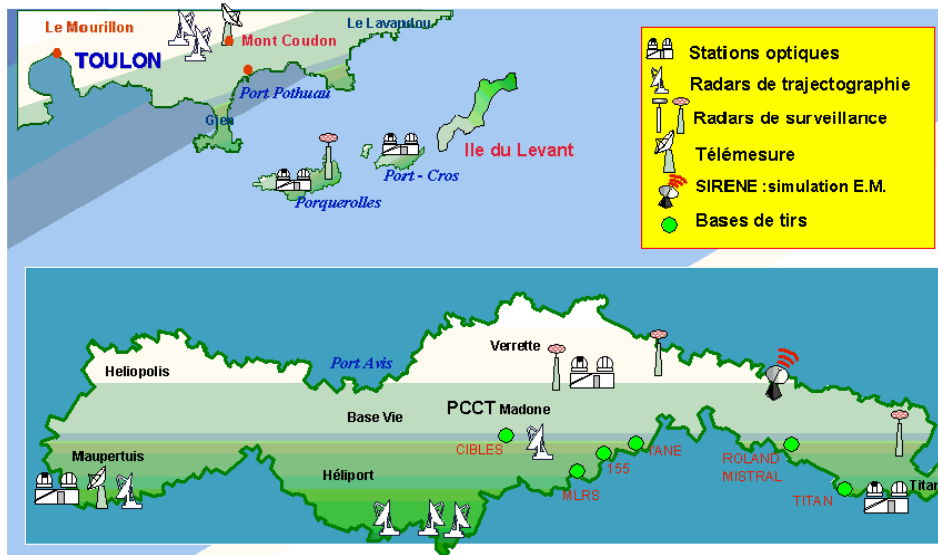 Le Lavandou
Le Mourillon
Mont Coudon
TOULON
Port Pothuau
Gien
Ile du Levant
Port - Cros
Porquerolles
Stations optiques
Radars de trajectographie
Radars de surveillance
Télémesure
SIRENE : simulation E.M.
Bases de tirs
Verrette
Port Avis
Heliopolis
PCCT Madone
Base Vie
CIBLES
TANE
155
ROLAND
MISTRAL
Maupertuis
Héliport
MLRS
TITAN
Titan